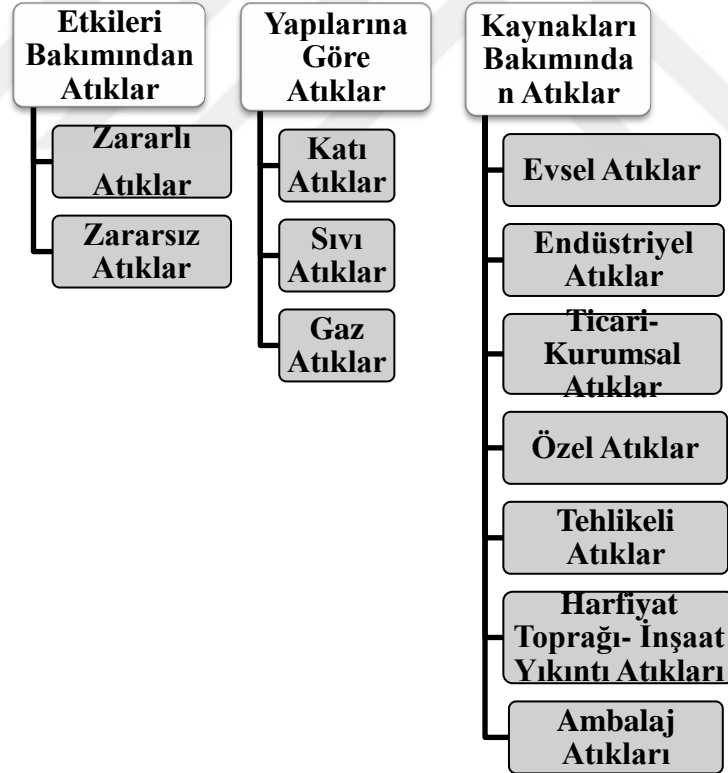 Etkileri
Bakımından
Atıklar
Zararlı
Atıklar
Zararsız
Atıklar
Yapılarına
Göre
Atıklar
Katı
Atıklar
Sıvı
Atıklar
Gaz
Atıklar
Kaynakları
Bakımında
n Atıklar
Evsel Atıklar
Endüstriyel
Atıklar
Ticari-
Kurumsal
Atıklar
Özel Atıklar
Tehlikeli
Atıklar
Harfiyat
Toprağı- İnşaat
Yıkıntı Atıkları
Ambalaj
Atıkları